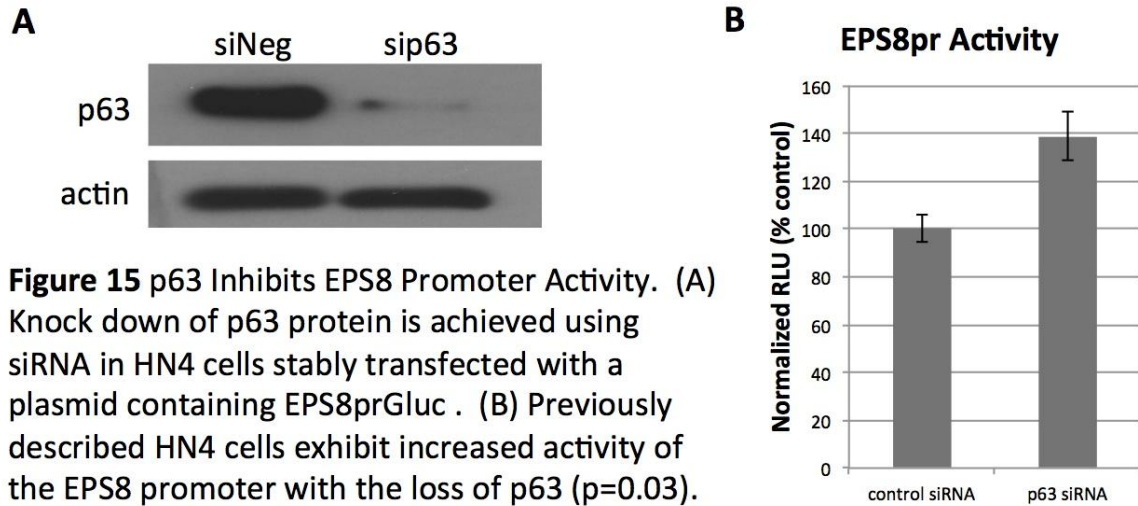 A
siNeg sip63
p63
actin
Figure 15 p63 Inhibits EPS8 Promoter Activity. (A)
Knock down of p63 protein is achieved using
siRNA in HN4 cells stably transfected with a
plasmid containing EPS8prGluc . (B) Previously
described HN4 cells exhibit increased activity of
the EPS8 promoter with the loss of p63 (p=0.03).
B
EPS8pr Activity
Normalized RLU (% control)
160
140
120
100
80
60
40
20
0
control siRNA p63 siRNA